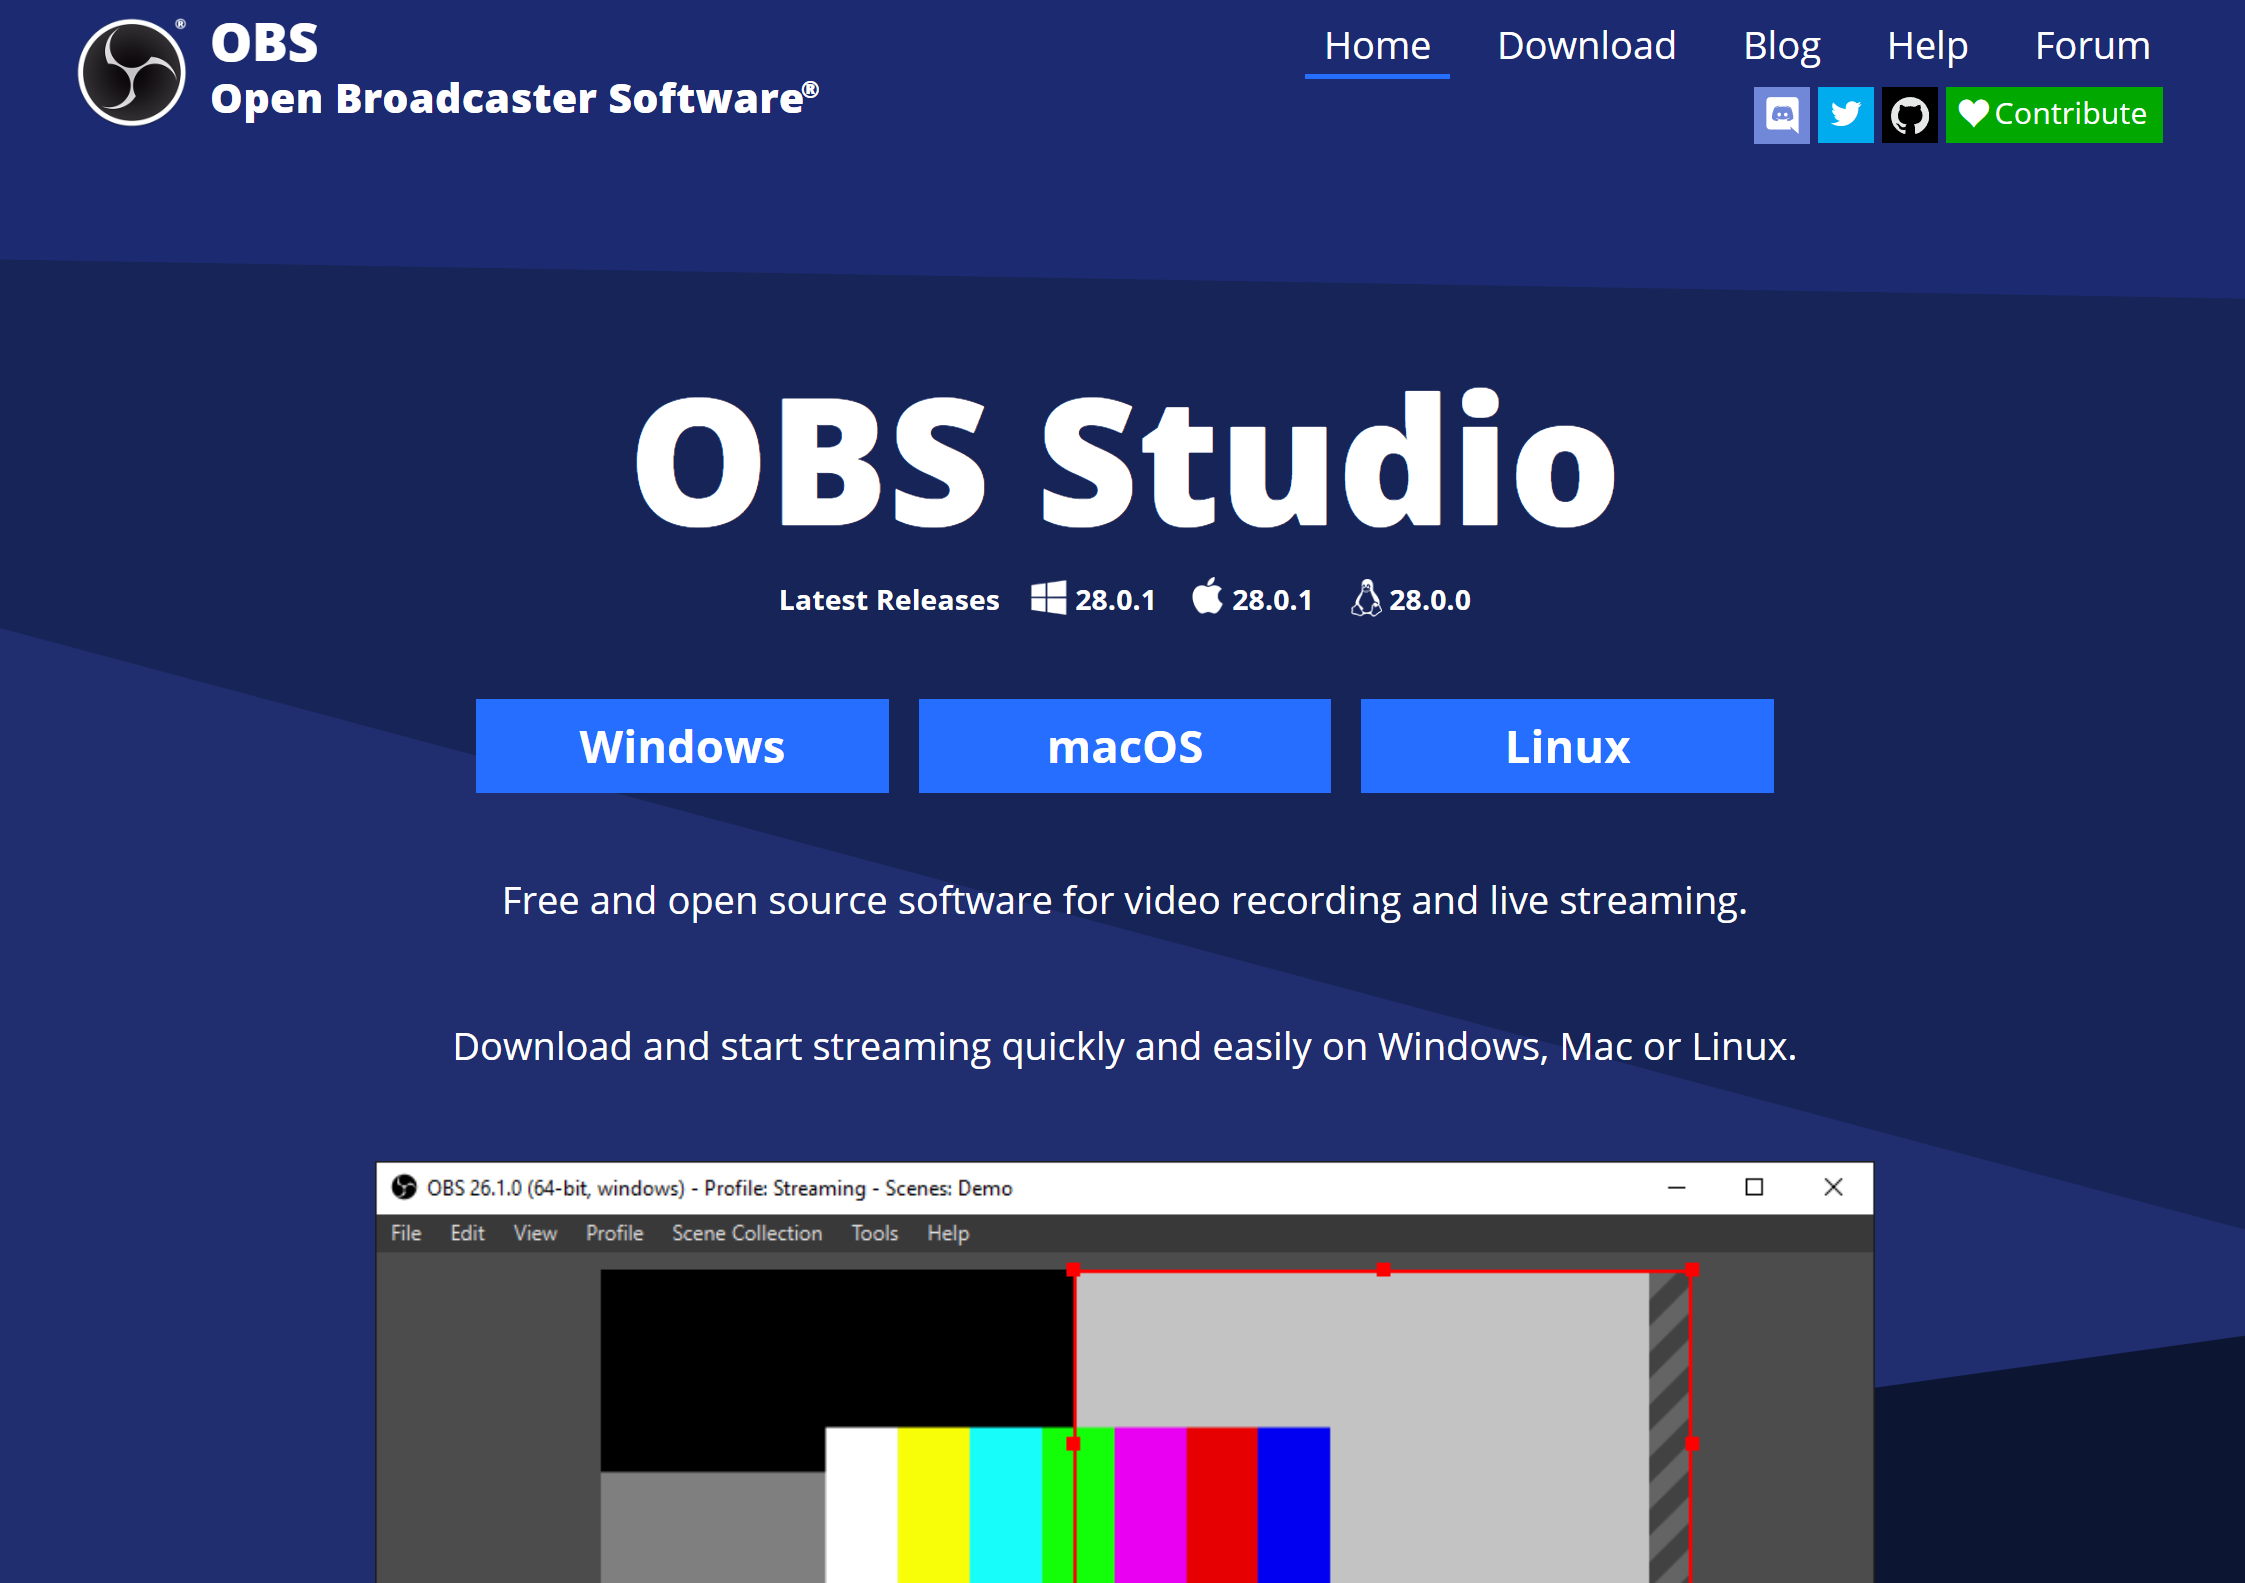 OBS
Open Broadcaster Software®
Home Download Blog Help Forum
Contribute
OBS Studio
Latest Releases 28.0.1 28.0.1 28.0.0
Windows macOS Linux
Free and open source software for video recording and live streaming.
Download and start streaming quickly and easily on Windows, Mac or Linux.
OBS 26.1.0 (64-bit, windows) - Profile: Streaming - Scenes: Demo
File Edit View Profile Scene Collection Tools Help